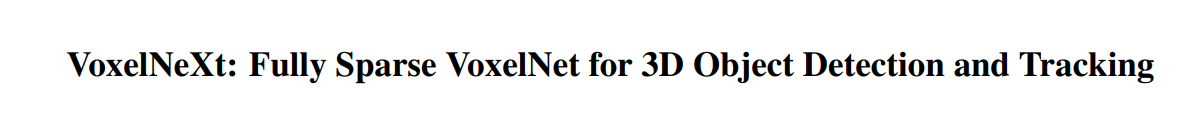 VoxelNeXt: Fully Sparse VoxelNet for 3D Object Detection and Tracking